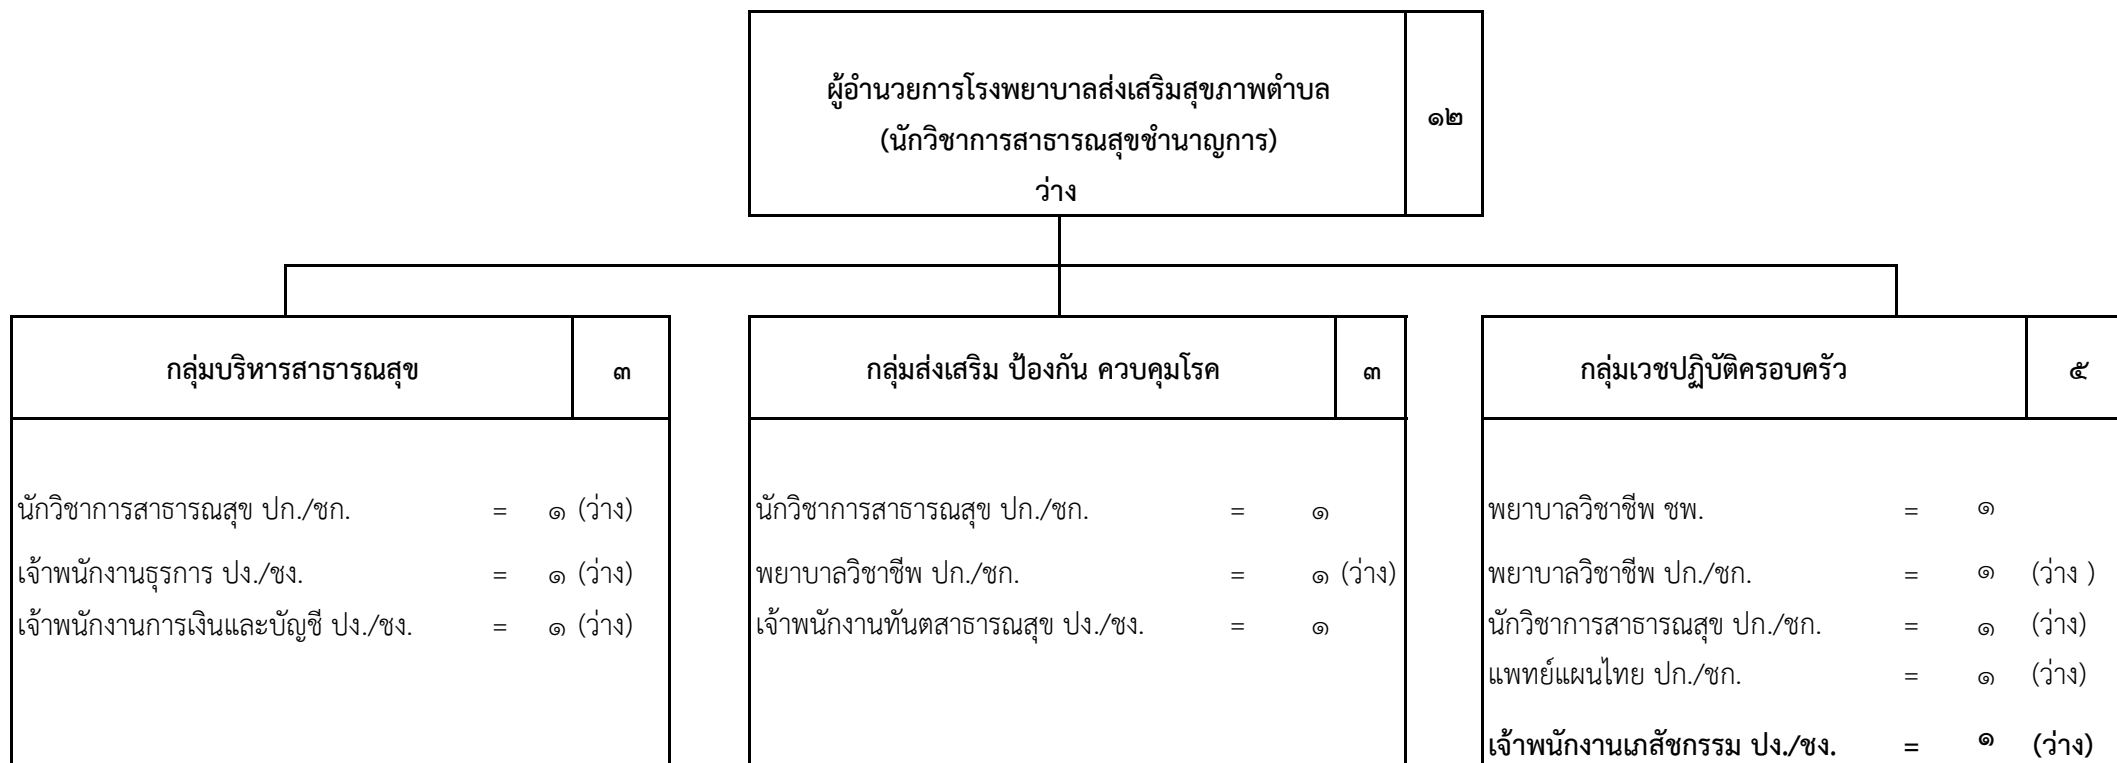 ผู้อำนวยการโรงพยาบาลส่งเสริมสุขภาพตำบล
(นักวิชาการสาธารณสุขชำนาญการ)
ว่าง
๑๒
กลุ่มบริหารสาธารณสุข ๓
นักวิชาการสาธารณสุข ปก./ชก. = ๑ (ว่าง)
เจ้าพนักงานธุรการ ปง./ชง. = ๑ (ว่าง)
เจ้าพนักงานการเงินและบัญชี ปง./ชง. = ๑ (ว่าง)
กลุ่มส่งเสริม ป้องกัน ควบคุมโรค ๓
นักวิชาการสาธารณสุข ปก./ชก. = ๑
พยาบาลวิชาชีพ ปก./ชก. = ๑ (ว่าง)
เจ้าพนักงานทันตสาธารณสุข ปง./ชง. = ๑
กลุ่มเวชปฏิบัติครอบครัว ๕
พยาบาลวิชาชีพ ชพ. = ๑
พยาบาลวิชาชีพ ปก./ชก. = ๑ (ว่าง )
นักวิชาการสาธารณสุข ปก./ชก. = ๑ (ว่าง)
แพทย์แผนไทย ปก./ชก. = ๑ (ว่าง)
เจ้าพนักงานเภสัชกรรม ปง./ชง. = ๑ (ว่าง)